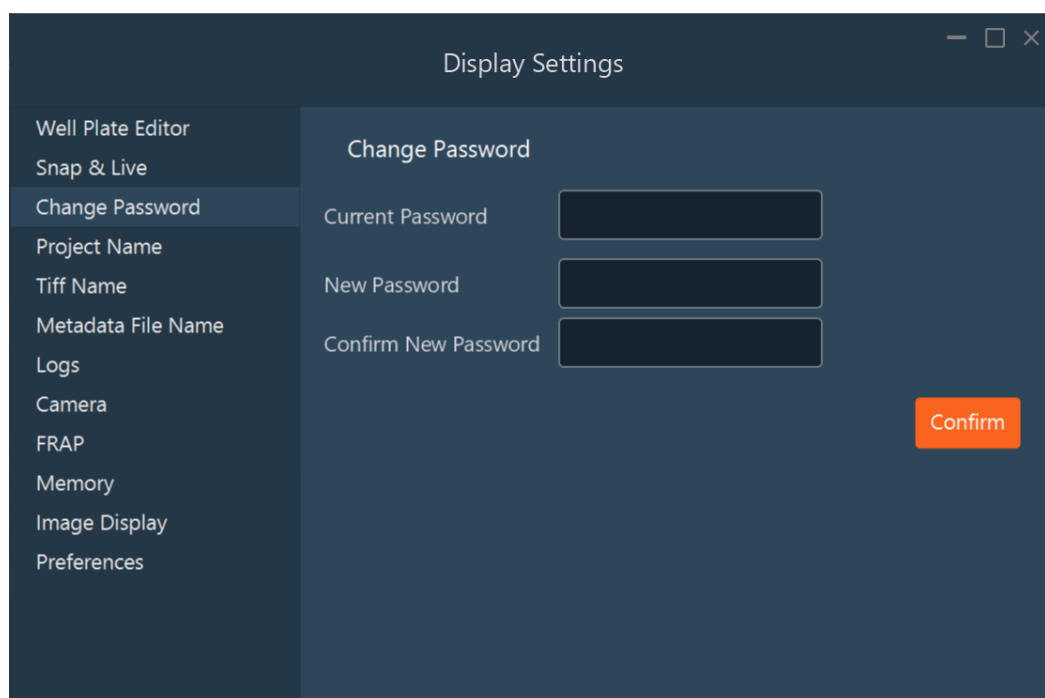 Display Settings
Well Plate Editor
Snap & Live
Change Password
Project Name
Tiff Name
Metadata File Name
Logs
Camera
FRAP
Memory
Image Display
Preferences
Change Password
Current Password
New Password
Confirm New Password
Confirm